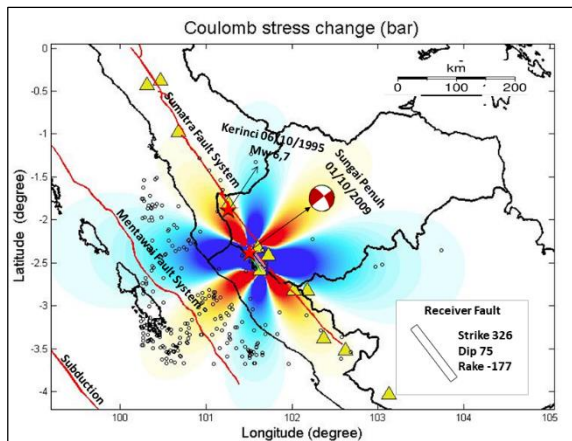 Coulomb stress change (bar)
km
0 100 200
Kerinci 06/10/1995
Mw 6,7
Sungai Penuh
01/10/2009
Sumatra Fault System
Mentawai Fault System
Subduction
Receiver Fault
Strike 326
Dip 75
Rake -177
0
-0.5
-1
-1.5
-2
-2.5
-3
-3.5
-4
Latitude (degree)
100 101 102 103 104 105
Longitude (degree)